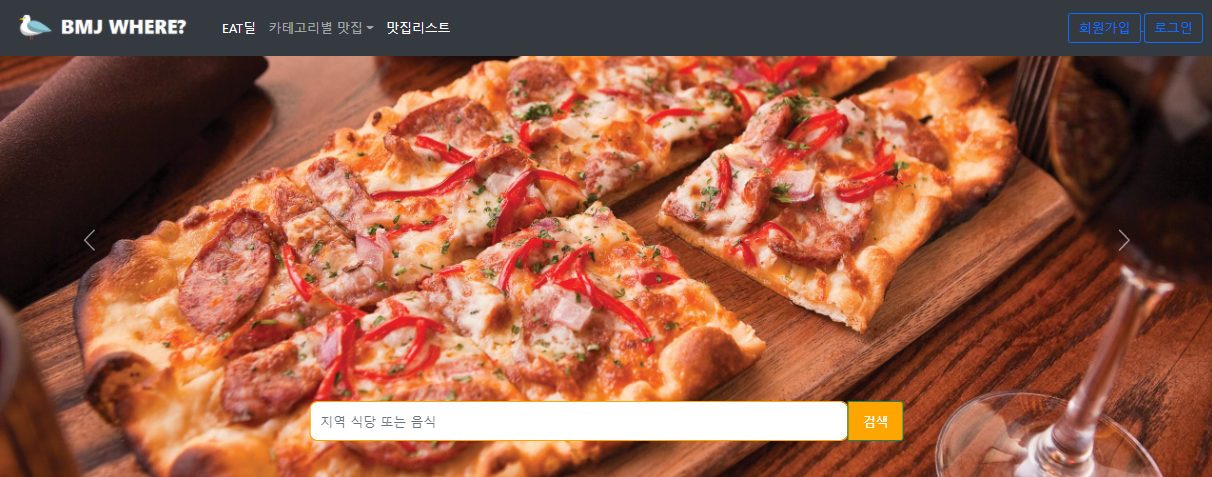 BMJ WHERE?
EAT딜 카테고리별 맛집 맛집리스트
회원가입 로그인
지역 식당 또는 음식
검색